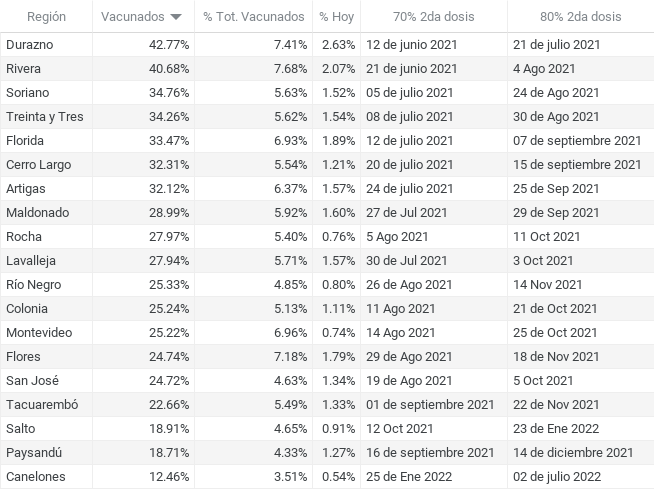 Región Vacunados % Tot. Vacunados % Hoy 70% 2da dosis 80% 2da dosis
Durazno 42.77% 7.41% 2.63% 12 de junio 2021 21 de julio 2021
Rivera 40.68% 7.68% 2.07% 21 de junio 2021 4 Ago 2021
Soriano 34.76% 5.63% 1.52% 05 de julio 2021 24 de Ago 2021
Treinta y Tres 34.26% 5.62% 1.54% 08 de julio 2021 30 de Ago 2021
Florida 33.47% 6.93% 1.89% 12 de julio 2021 07 de septiembre 2021
Cerro Largo 32.31% 5.54% 1.21% 20 de julio 2021 15 de septiembre 2021
Artigas 32.12% 6.37% 1.57% 24 de julio 2021 25 de Sep 2021
Maldonado 28.99% 5.92% 1.60% 27 de Jul 2021 29 de Sep 2021
Rocha 27.97% 5.40% 0.76% 5 Ago 2021 11 Oct 2021
Lavalleja 27.94% 5.71% 1.57% 30 de Jul 2021 3 Oct 2021
Río Negro 25.33% 4.85% 0.80% 26 de Ago 2021 14 Nov 2021
Colonia 25.24% 5.13% 1.11% 11 Ago 2021 21 de Oct 2021
Montevideo 25.22% 6.96% 0.74% 14 Ago 2021 25 de Oct 2021
Flores 24.74% 7.18% 1.79% 29 de Ago 2021 18 de Nov 2021
San José 24.72% 4.63% 1.34% 19 de Ago 2021 5 Oct 2021
Tacuarembó 22.66% 5.49% 1.33% 01 de septiembre 2021 22 de Nov 2021
Salto 18.91% 4.65% 0.91% 12 Oct 2021 23 de Ene 2022
Paysandú 18.71% 4.33% 1.27% 16 de septiembre 2021 14 de diciembre 2021
Canelones 12.46% 3.51% 0.54% 25 de Ene 2022 02 de julio 2022